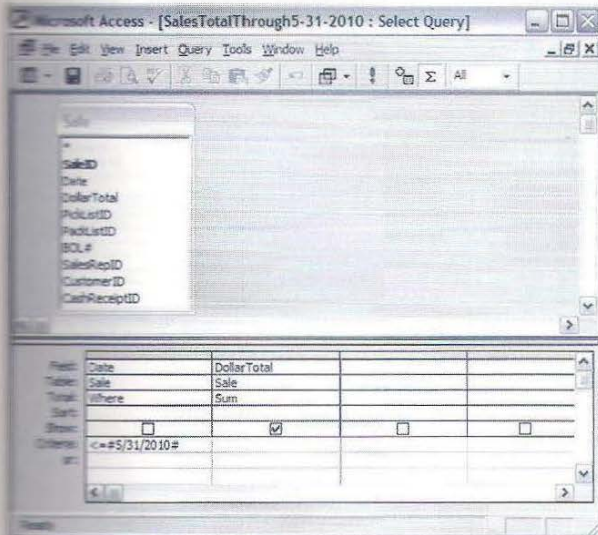 Microsoft Access - [SalesTotalThrough5-31-2010 : Select Query]
File Edit View Insert Query Tools Window Help
Σ All
Sale
*
SaleID
Date
DollarTotal
PickListID
PackListID
BOL#
SalesRepID
CustomerID
CashReceiptID
Field: Date DollarTotal
Table: Sale Sale
Total: Where Sum
Sort:
Show:
Criteria: <=#5/31/2010#
or:
Ready